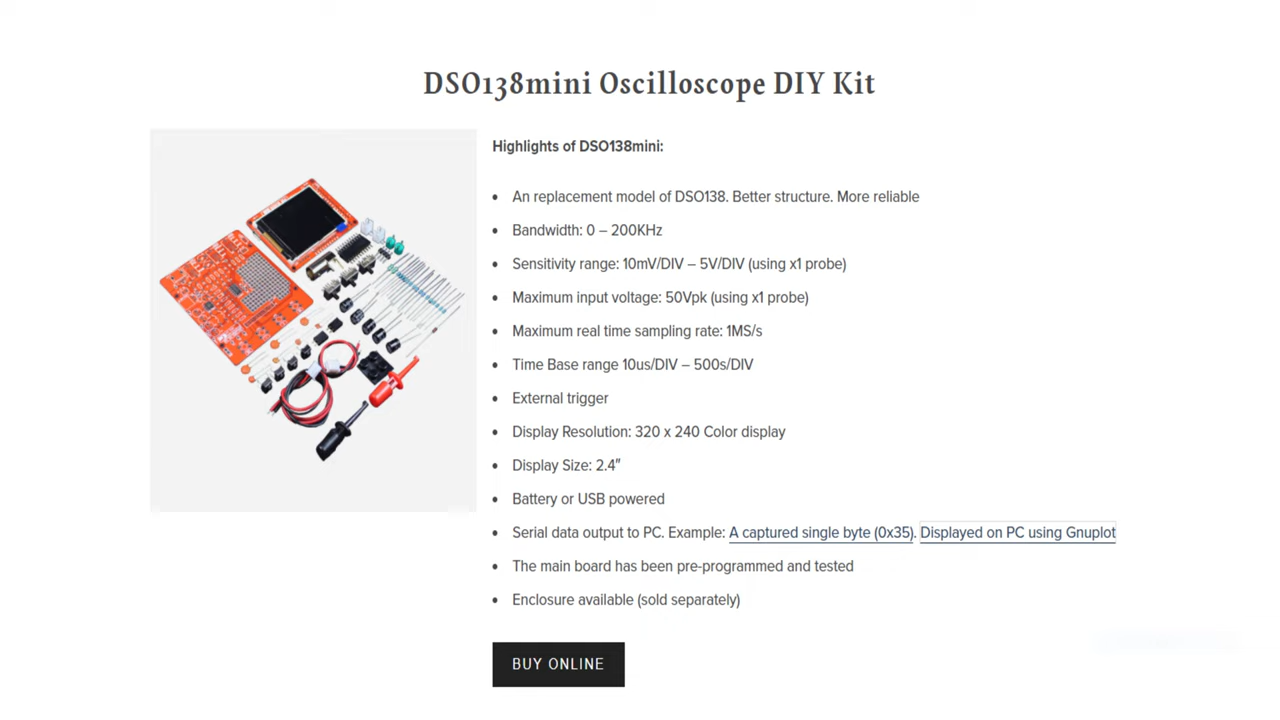 DSO138mini Oscilloscope DIY Kit
Highlights of DSO138mini:
An replacement model of DSO138. Better structure. More reliable
Bandwidth: 0 – 200KHz
Sensitivity range: 10mV/DIV – 5V/DIV (using x1 probe)
Maximum input voltage: 50Vpk (using x1 probe)
Maximum real time sampling rate: 1MS/s
Time Base range 10us/DIV – 500s/DIV
External trigger
Display Resolution: 320 x 240 Color display
Display Size: 2.4″
Battery or USB powered
Serial data output to PC. Example: A captured single byte (0x35). Displayed on PC using Gnuplot
The main board has been pre-programmed and tested
Enclosure available (sold separately)
BUY ONLINE